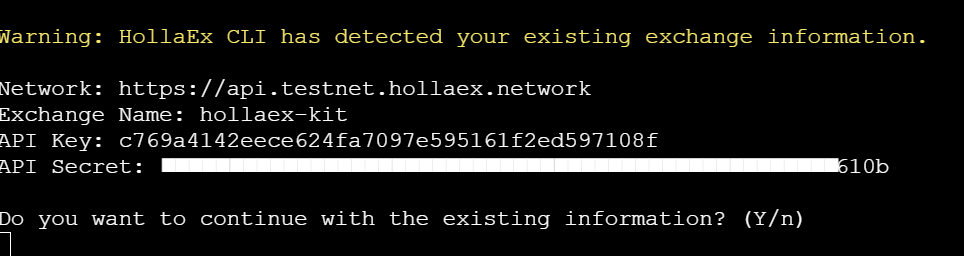 Warning: HollaEx CLI has detected your existing exchange information.
Network: https://api.testnet.hollaex.network
Exchange Name: hollaex-kit
API Key: c769a4142eece624fa7097e595161f2ed597108f
API Secret: 610b
Do you want to continue with the existing information? (Y/n)